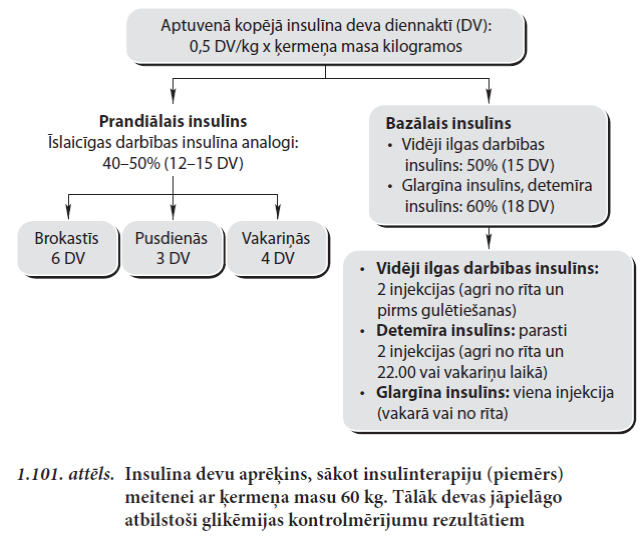 Aptuvenā kopējā insulīna deva diennaktī (DV):
0,5 DV/kg x ķermeņa masa kilogramos
Prandiālais insulīns
Īslaicīgas darbības insulīna analogi:
40–50% (12–15 DV)
Brokastīs
6 DV
Pusdienās
3 DV
Vakariņās
4 DV
Bazālais insulīns
• Vidēji ilgas darbības
insulīns: 50% (15 DV)
• Glargīna insulīns, detemīra
insulīns: 60% (18 DV)
• Vidēji ilgas darbības insulīns:
2 injekcijas (agri no rīta un
pirms gulētiešanas)
• Detemīra insulīns: parasti
2 injekcijas (agri no rīta un
22.00 vai vakariņu laikā)
• Glargīna insulīns: viena injekcija
(vakarā vai no rīta)
1.101. attēls. Insulīna devu aprēķins, sākot insulīnterapiju (piemērs)
meitenei ar ķermeņa masu 60 kg. Tālāk devas jāpielāgo
atbilstoši glikēmijas kontrolmērījumu rezultātiem